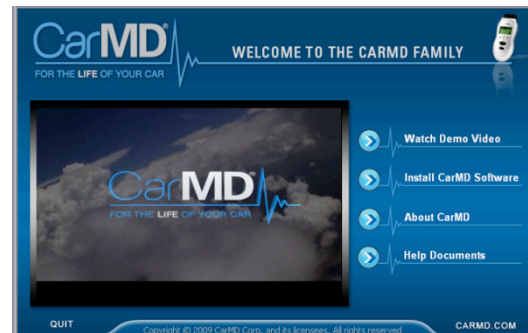 CarMD®
FOR THE LIFE OF YOUR CAR
WELCOME TO THE CARMD FAMILY
CarMD®
FOR THE LIFE OF YOUR CAR
Watch Demo Video
Install CarMD Software
About CarMD
Help Documents
QUIT
Copyright © 2009 CarMD Corp. and its licensees. All rights reserved
CARMD.COM